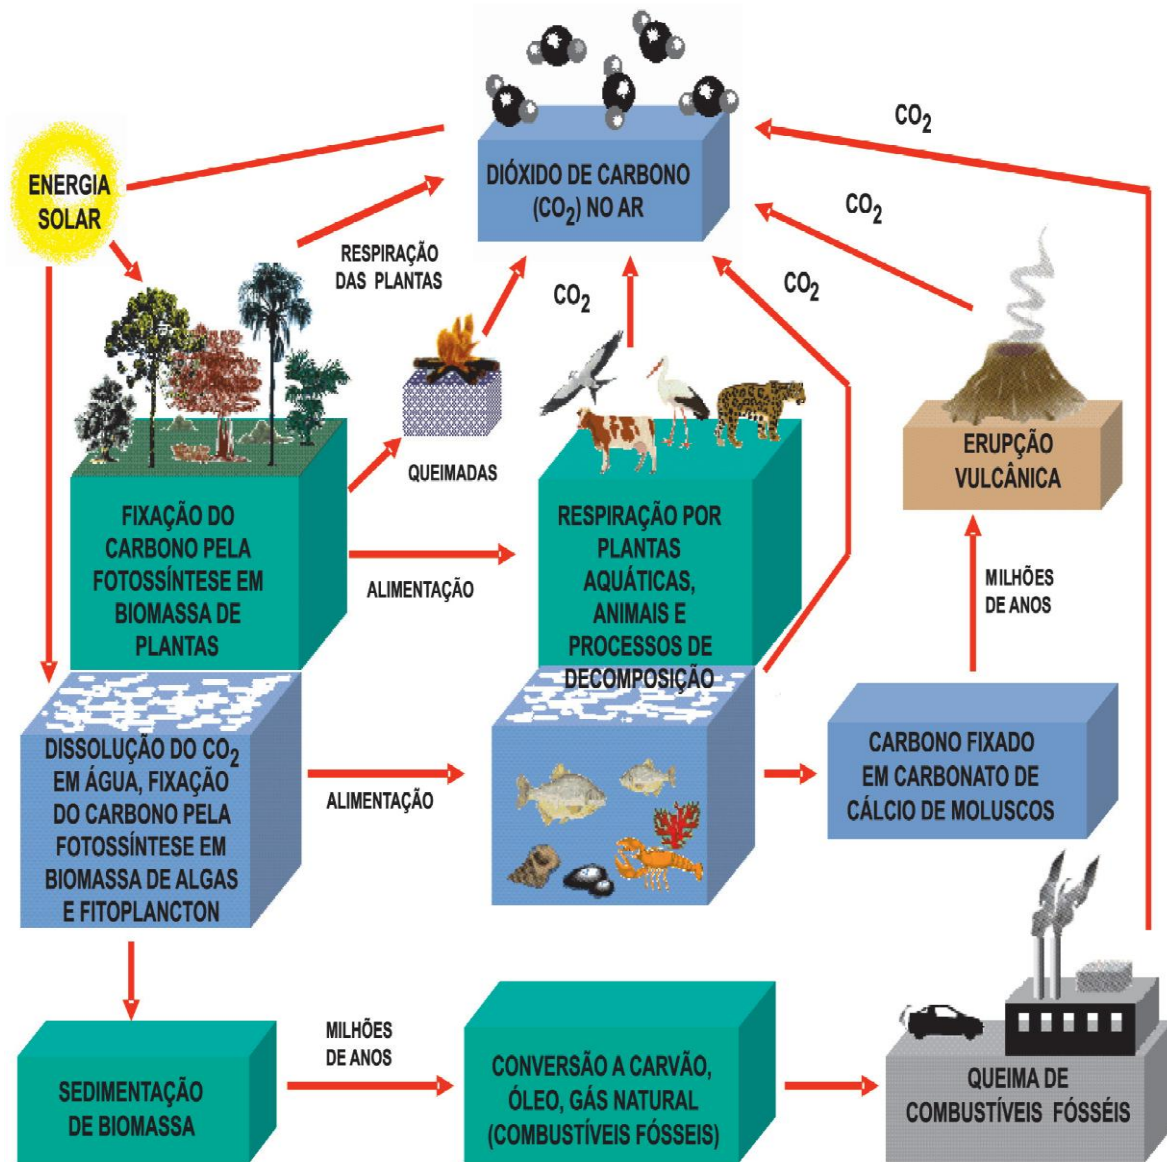 CO₂
DIÓXIDO DE CARBONO
(CO₂) NO AR
ENERGIA
SOLAR
CO₂
RESPIRAÇÃO
DAS PLANTAS
CO₂
CO₂
QUEIMADAS
ERUPÇÃO
VULCÂNICA
FIXAÇÃO DO
CARBONO PELA
FOTOSSÍNTESE EM
BIOMASSA DE
PLANTAS
ALIMENTAÇÃO
RESPIRAÇÃO POR
PLANTAS
AQUÁTICAS,
ANIMAIS E
PROCESSOS DE
DECOMPOSIÇÃO
MILHÕES
DE ANOS
DISSOLUÇÃO DO CO₂
EM ÁGUA, FIXAÇÃO
DO CARBONO PELA
FOTOSSÍNTESE EM
BIOMASSA DE ALGAS
E FITOPLANCTON
ALIMENTAÇÃO
CARBONO FIXADO
EM CARBONATO DE
CÁLCIO DE MOLUSCOS
SEDIMENTAÇÃO
DE BIOMASSA
MILHÕES
DE ANOS
CONVERSÃO A CARVÃO,
ÓLEO, GÁS NATURAL
(COMBUSTÍVEIS FÓSSEIS)
QUEIMA DE
COMBUSTÍVEIS FÓSSÉIS